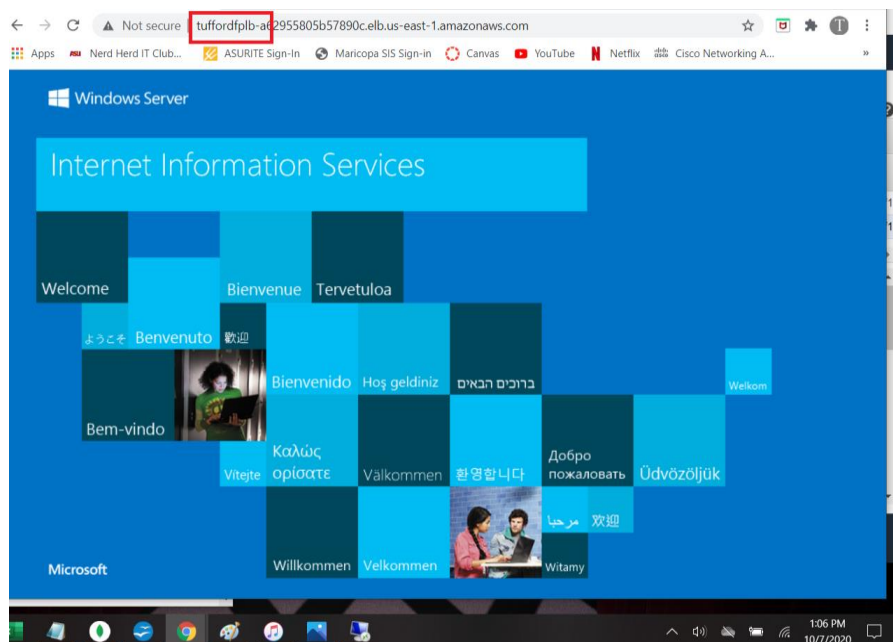 Not secure | tuffordfplb-a62955805b57890c.elb.us-east-1.amazonaws.com
T
Apps ASU Nerd Herd IT Club... ASURITE Sign-In Maricopa SIS Sign-in Canvas YouTube N Netflix Cisco Networking A... »
Windows Server
Internet Information Services
Welcome Bienvenue Tervetuloa
ようこそ Benvenuto 歡迎
Bienvenido Hoş geldiniz ברוכים הבאים Welkom
Bem-vindo
Καλώς
ορίσατε
Vítejte Välkommen 환영합니다
Добро
пожаловать
Üdvözöljük
مرحبا 欢迎
Willkommen Velkommen Witamy
Microsoft
1:06 PM
10/7/2020